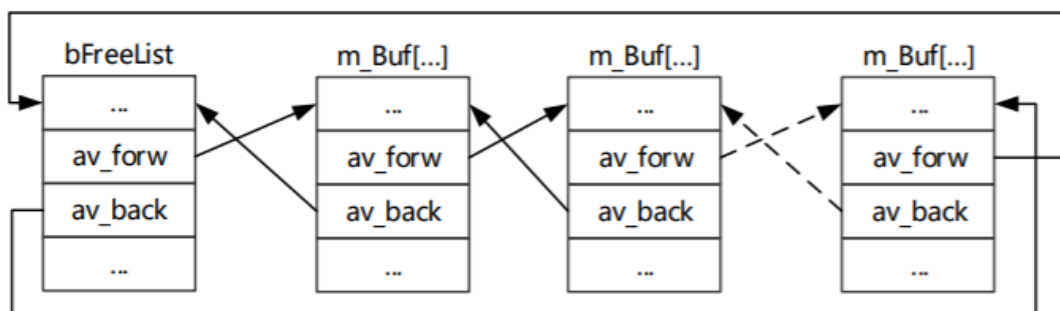 bFreeList m_Buf[...] m_Buf[...] m_Buf[...]
... ... ... ...
av_forw av_forw av_forw av_forw
av_back av_back av_back av_back
... ... ... ...